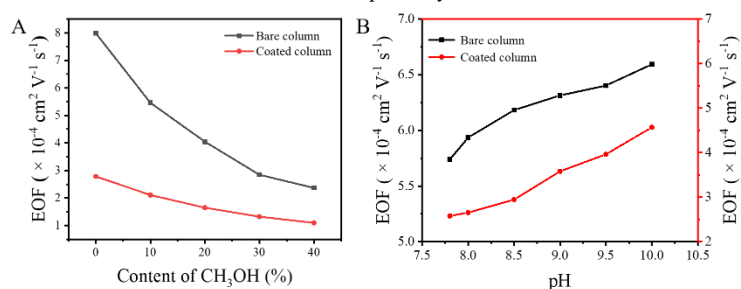 A
Bare column
Coated column
EOF ( × 10⁻⁴ cm² V⁻¹ s⁻¹)
8
7
6
5
4
3
2
1
0
10
20
30
40
Content of CH₃OH (%)
B
Bare column
Coated column
EOF ( × 10⁻⁴ cm² V⁻¹ s⁻¹)
7.0
6.5
6.0
5.5
5.0
7.5
8.0
8.5
9.0
9.5
10.0
10.5
pH
7
6
5
4
3
2
EOF ( × 10⁻⁴ cm² V⁻¹ s⁻¹)